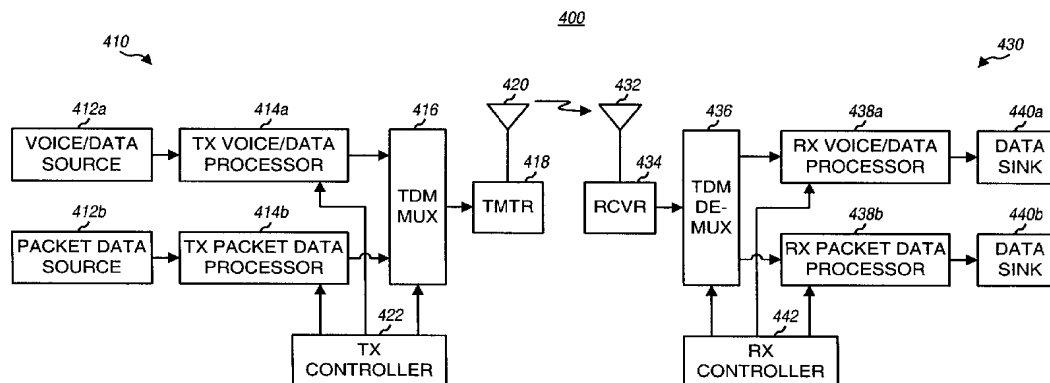 400
410
430
412a
VOICE/DATA
SOURCE
414a
TX VOICE/DATA
PROCESSOR
416
TDM
MUX
420
418
TMTR
432
434
RCVR
436
TDM
DE-
MUX
438a
RX VOICE/DATA
PROCESSOR
440a
DATA
SINK
412b
PACKET DATA
SOURCE
414b
TX PACKET DATA
PROCESSOR
438b
RX PACKET DATA
PROCESSOR
440b
DATA
SINK
422
TX
CONTROLLER
442
RX
CONTROLLER